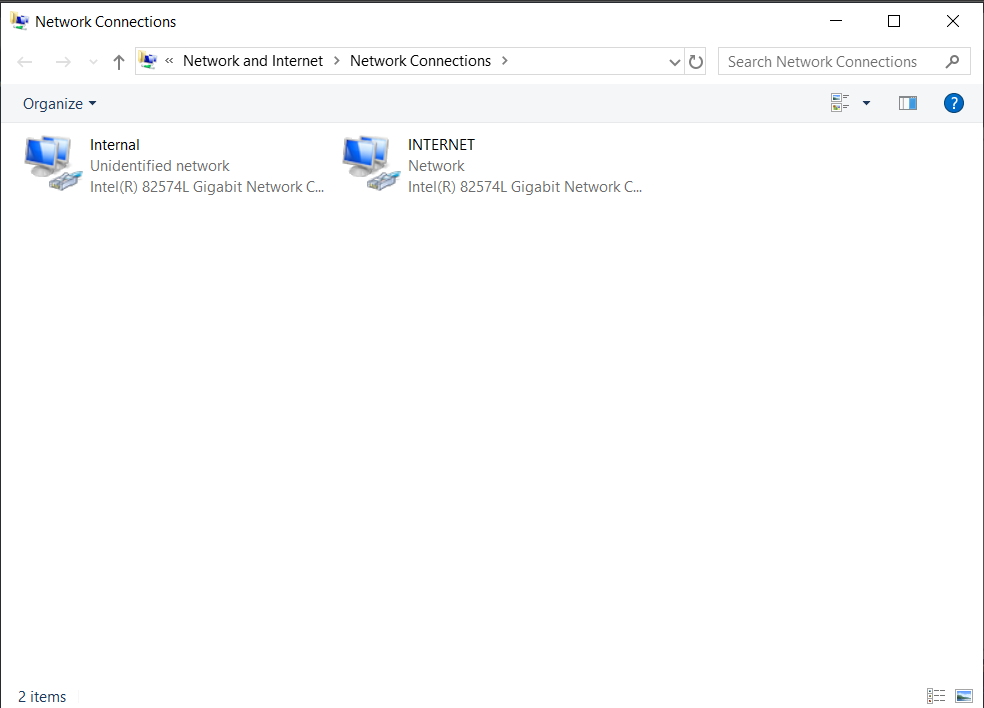 Network Connections
« Network and Internet > Network Connections >
Search Network Connections
Organize
?
Internal
Unidentified network
Intel(R) 82574L Gigabit Network C...
INTERNET
Network
Intel(R) 82574L Gigabit Network C...
2 items